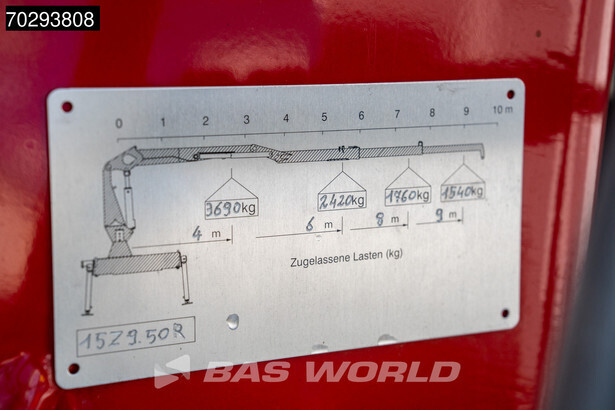 70293808
0 1 2 3 4 5 6 7 8 9 10 m
3690kg 2420kg 1760kg 1540kg
4 m 6 m 8 m 9 m
Zugelassene Lasten (kg)
15Z9.50R
BAS WORLD